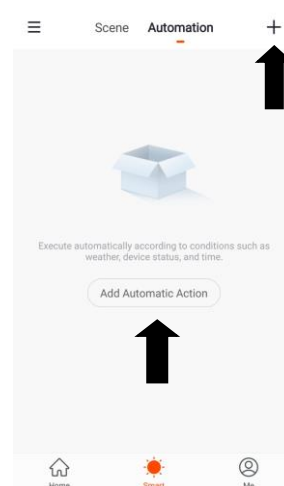 Scene Automation
Execute automatically according to conditions such as
weather, device status, and time.
Add Automatic Action
Home Smart Me